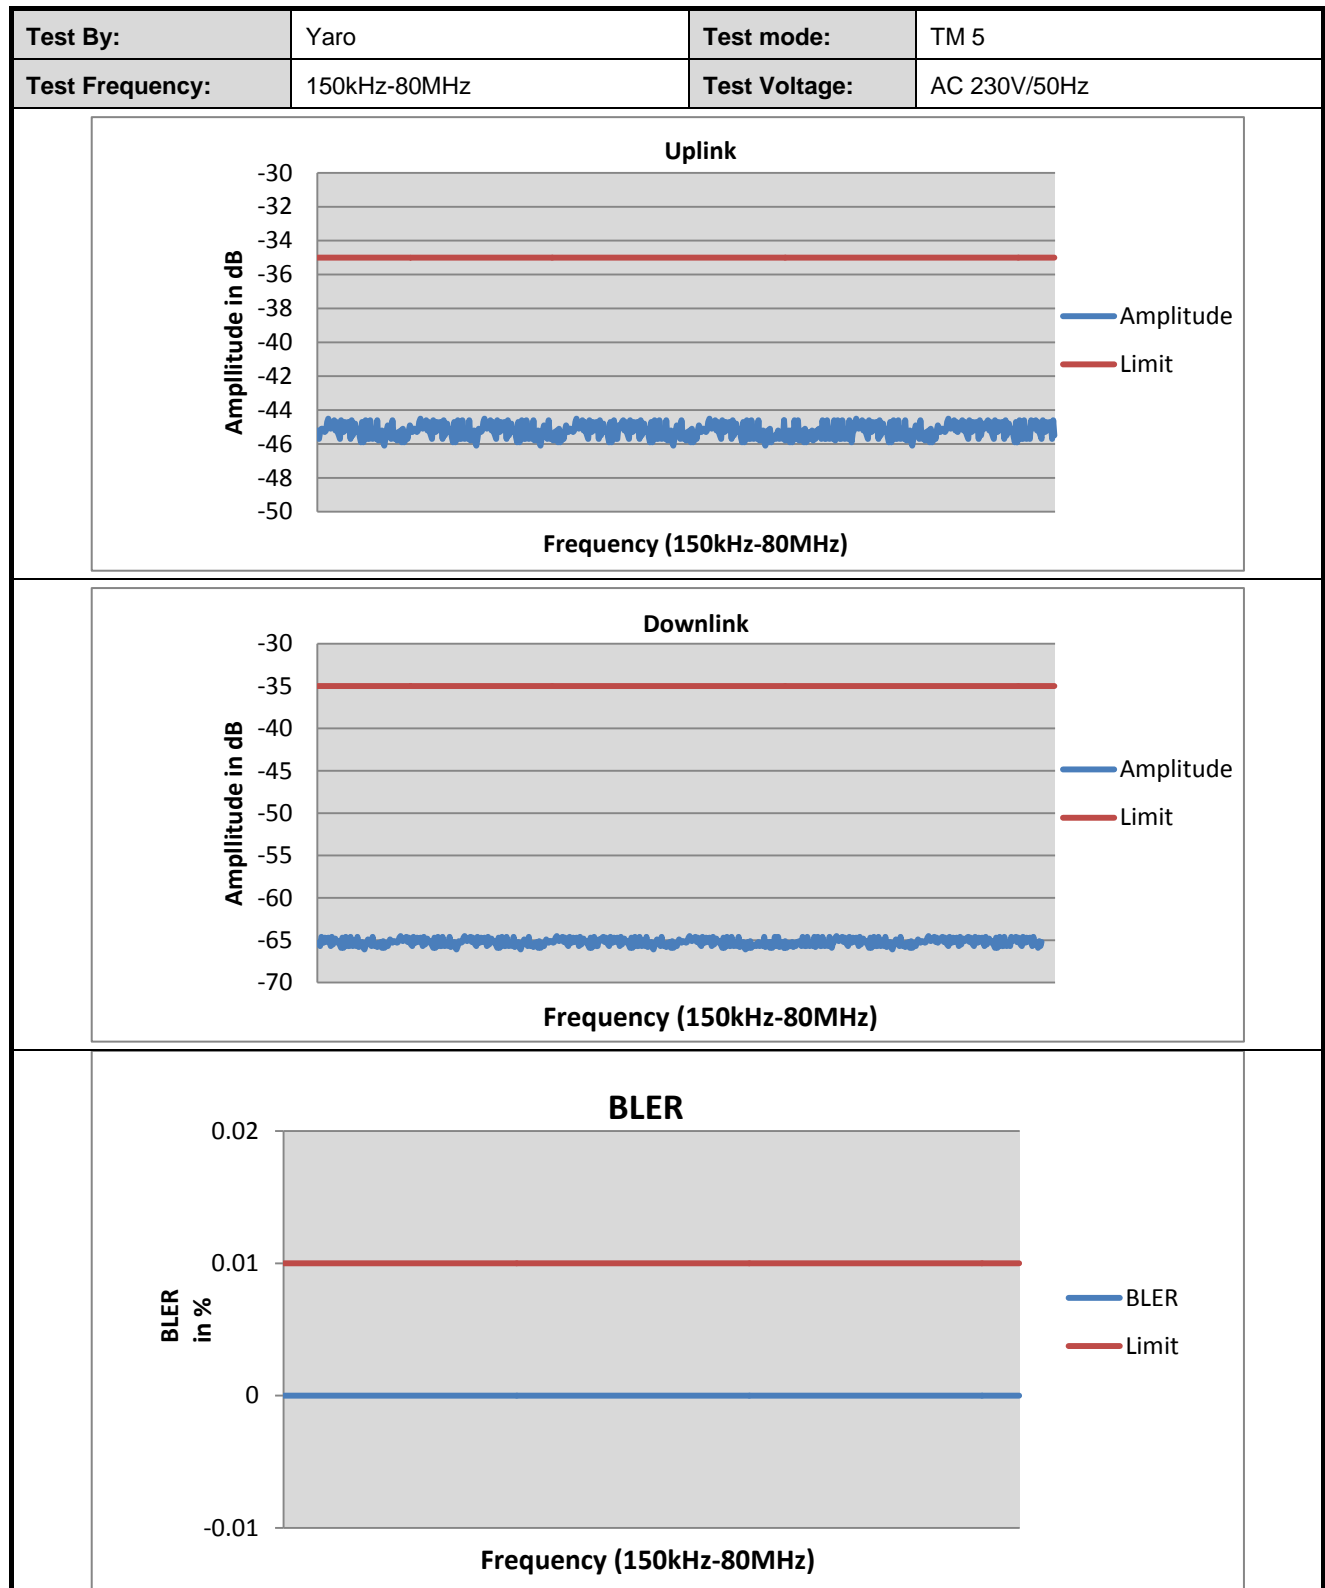 Test By: Yaro Test mode: TM 5
Test Frequency: 150kHz-80MHz Test Voltage: AC 230V/50Hz
Uplink
-30
-32
-34
-36
-38
-40
-42
-44
-46
-48
-50
Ampllitude in dB
Amplitude
Limit
Frequency (150kHz-80MHz)
Downlink
-30
-35
-40
-45
-50
-55
-60
-65
-70
Ampllitude in dB
Amplitude
Limit
Frequency (150kHz-80MHz)
BLER
0.02
0.01
0
-0.01
BLER
in %
BLER
Limit
Frequency (150kHz-80MHz)